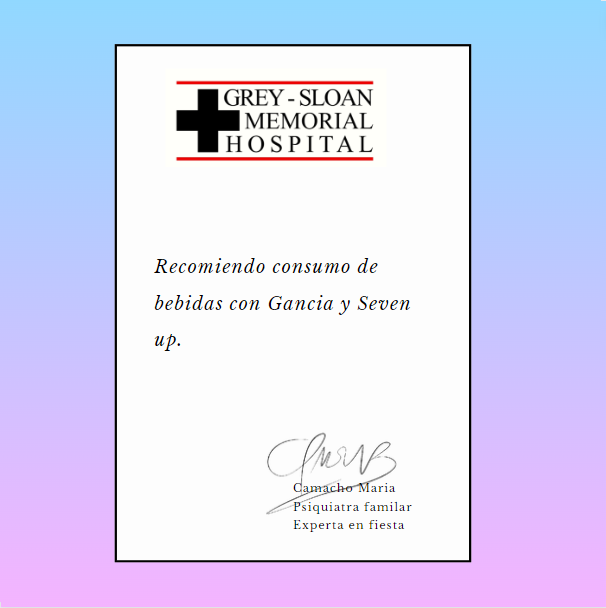 GREY - SLOAN
MEMORIAL
HOSPITAL
Recomiendo consumo de
bebidas con Gancia y Seven
up.
Camacho Maria
Psiquiatra familar
Experta en fiesta